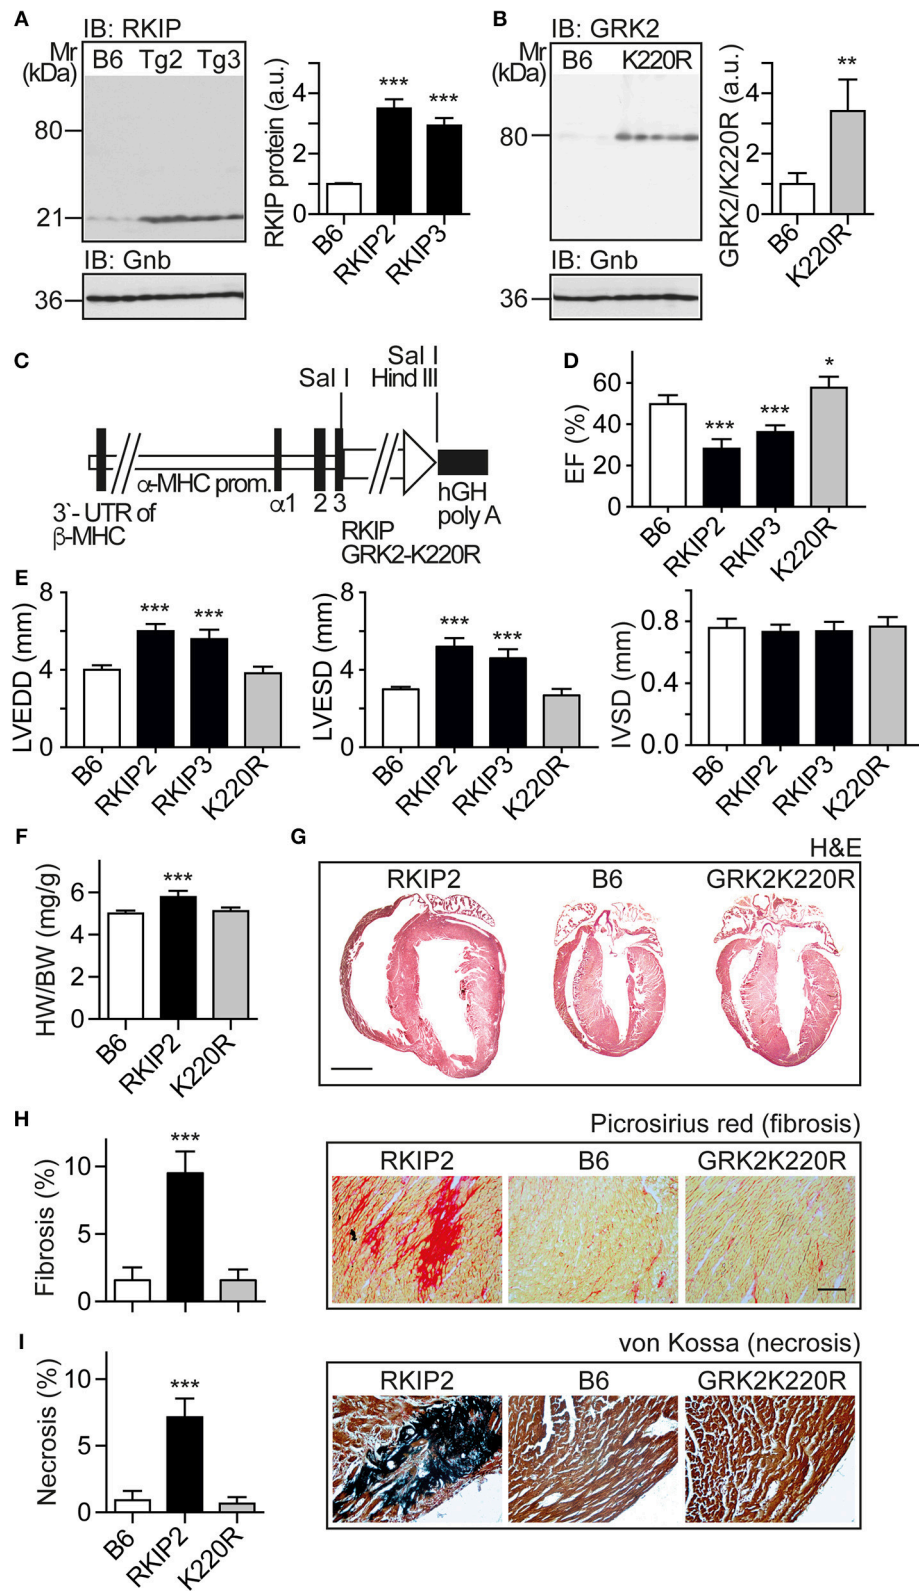 A
IB: RKIP
Mr
(kDa)
B6 Tg2 Tg3
80
21
IB: Gnb
36
RKIP protein (a.u.)
4
2
0
***
***
B6
RKIP2
RKIP3
B
IB: GRK2
Mr
(kDa)
B6 K220R
80
IB: Gnb
36
GRK2/K220R (a.u.)
4
2
0
**
B6
K220R
C
Sal I
Sal I
Hind III
α-MHC prom.
3`- UTR of
β-MHC
α1
2
3
RKIP
GRK2-K220R
hGH
poly A
D
EF (%)
60
40
20
0
***
***
*
B6
RKIP2
RKIP3
K220R
E
LVEDD (mm)
8
4
0
***
***
B6
RKIP2
RKIP3
K220R
LVESD (mm)
8
4
0
***
***
B6
RKIP2
RKIP3
K220R
IVSD (mm)
0.8
0.4
0.0
B6
RKIP2
RKIP3
K220R
F
HW/BW (mg/g)
6
4
2
0
***
B6
RKIP2
K220R
G
H&E
RKIP2 B6 GRK2K220R
H
Fibrosis (%)
10
5
0
***
Picrosirius red (fibrosis)
RKIP2 B6 GRK2K220R
I
Necrosis (%)
10
5
0
***
B6
RKIP2
K220R
von Kossa (necrosis)
RKIP2 B6 GRK2K220R